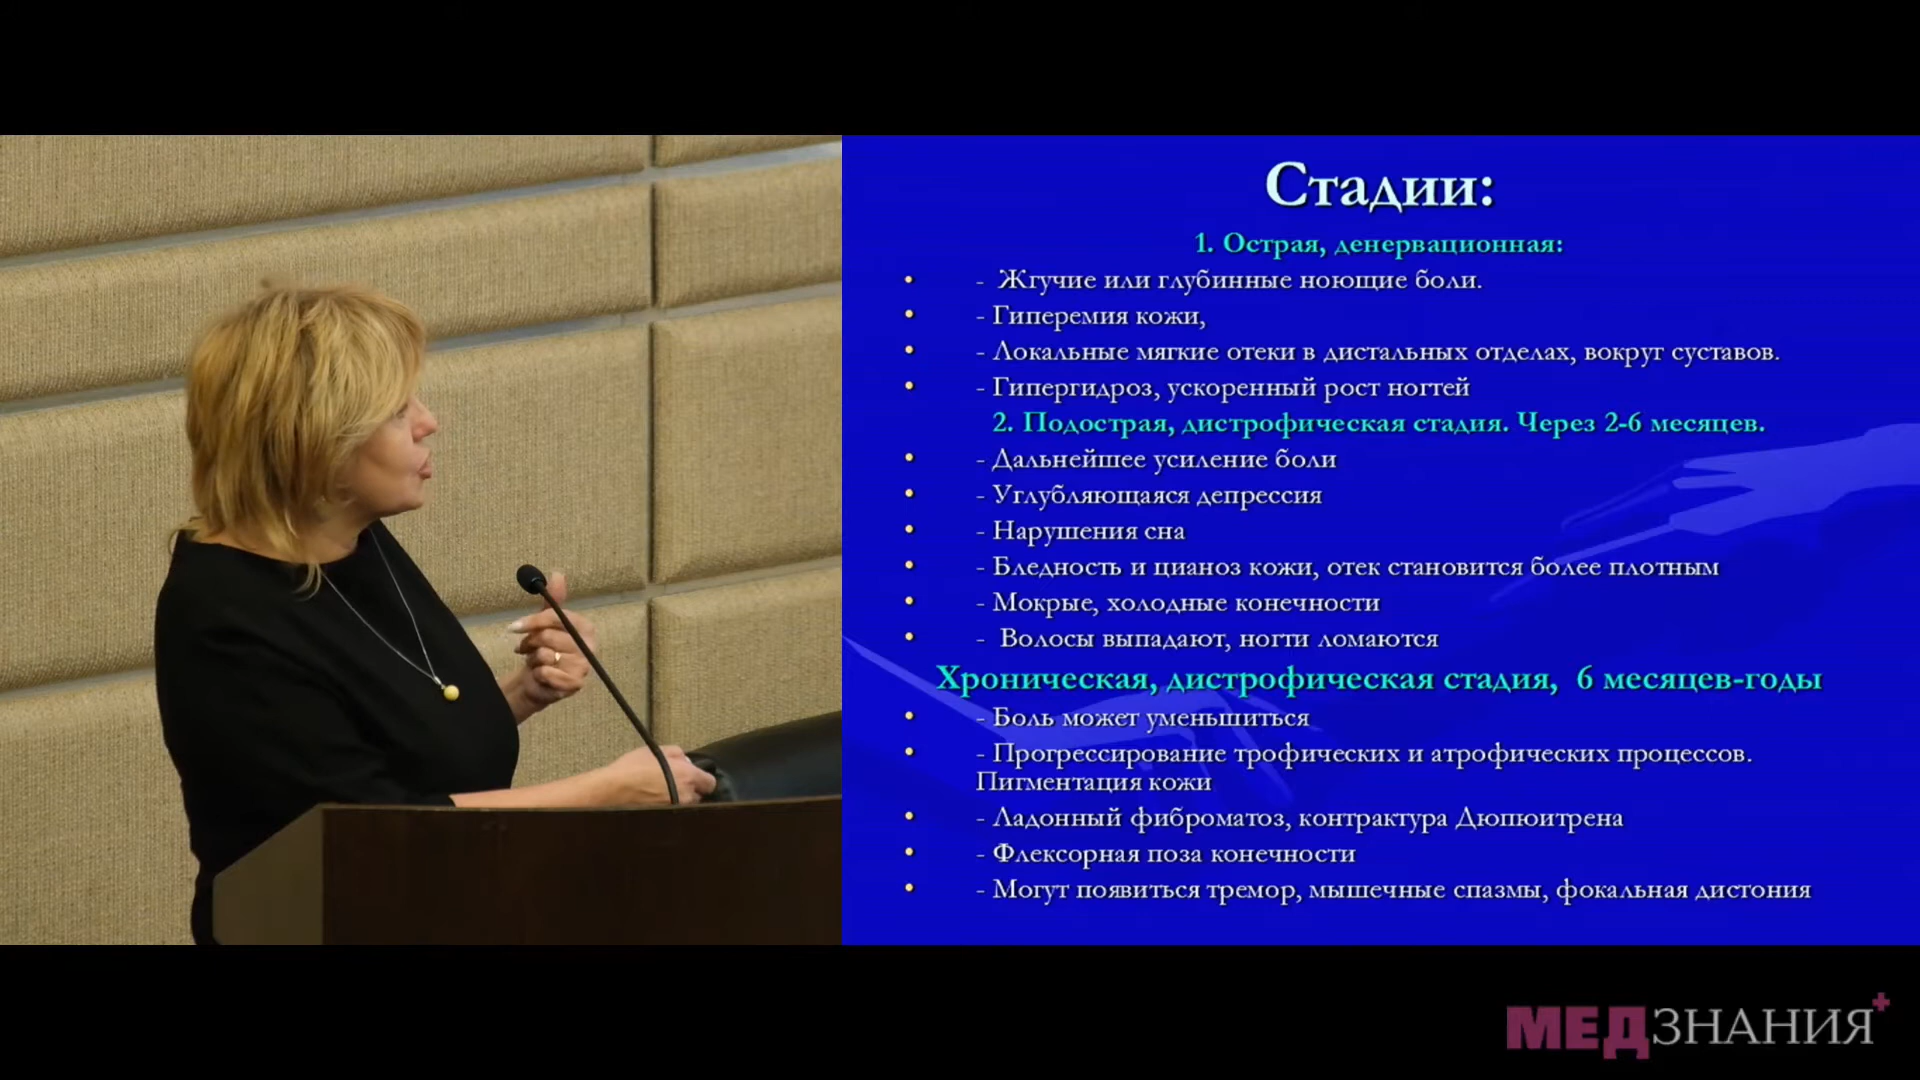 Стадии:
1. Острая, денервационная:
• - Жгучие или глубинные ноющие боли.
• - Гиперемия кожи,
• - Локальные мягкие отеки в дистальных отделах, вокруг суставов.
• - Гипергидроз, ускоренный рост ногтей
2. Подострая, дистрофическая стадия. Через 2-6 месяцев.
• - Дальнейшее усиление боли
• - Углубляющаяся депрессия
• - Нарушения сна
• - Бледность и цианоз кожи, отек становится более плотным
• - Мокрые, холодные конечности
• - Волосы выпадают, ногти ломаются
Хроническая, дистрофическая стадия, 6 месяцев-годы
• - Боль может уменьшиться
• - Прогрессирование трофических и атрофических процессов.
Пигментация кожи
• - Ладонный фиброматоз, контрактура Дюпюитрена
• - Флексорная поза конечности
• - Могут появиться тремор, мышечные спазмы, фокальная дистония
МЕДЗНАНИЯ+